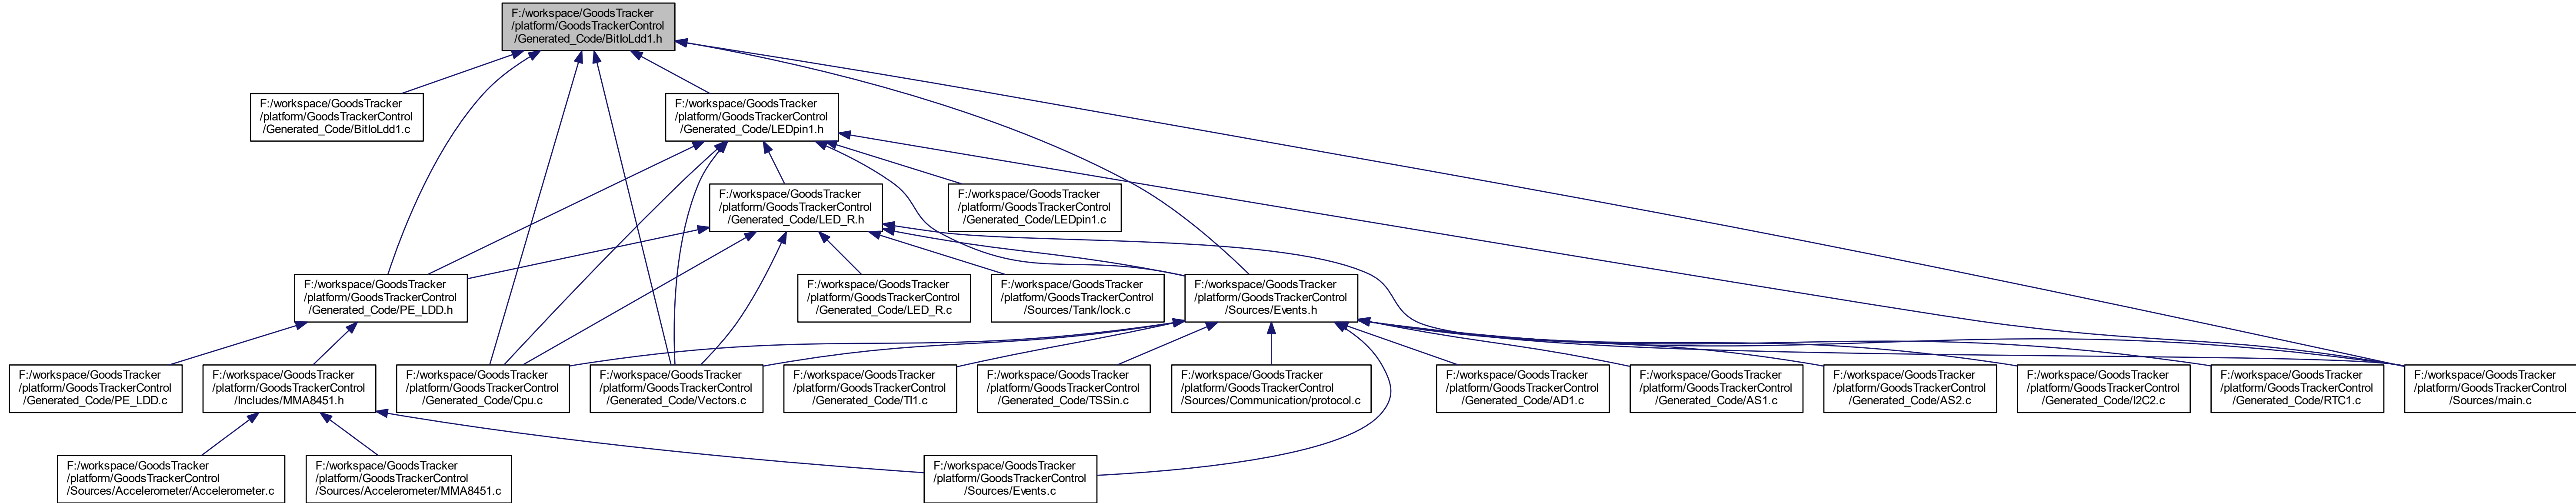 F:/workspace/GoodsTracker
/platform/GoodsTrackerControl
/Generated_Code/BitIoLdd1.h
F:/workspace/GoodsTracker
/platform/GoodsTrackerControl
/Generated_Code/BitIoLdd1.c
F:/workspace/GoodsTracker
/platform/GoodsTrackerControl
/Generated_Code/LEDpin1.h
F:/workspace/GoodsTracker
/platform/GoodsTrackerControl
/Generated_Code/LED_R.h
F:/workspace/GoodsTracker
/platform/GoodsTrackerControl
/Generated_Code/LEDpin1.c
F:/workspace/GoodsTracker
/platform/GoodsTrackerControl
/Generated_Code/PE_LDD.h
F:/workspace/GoodsTracker
/platform/GoodsTrackerControl
/Generated_Code/LED_R.c
F:/workspace/GoodsTracker
/platform/GoodsTrackerControl
/Sources/Tank/lock.c
F:/workspace/GoodsTracker
/platform/GoodsTrackerControl
/Sources/Events.h
F:/workspace/GoodsTracker
/platform/GoodsTrackerControl
/Generated_Code/PE_LDD.c
F:/workspace/GoodsTracker
/platform/GoodsTrackerControl
/Includes/MMA8451.h
F:/workspace/GoodsTracker
/platform/GoodsTrackerControl
/Generated_Code/Cpu.c
F:/workspace/GoodsTracker
/platform/GoodsTrackerControl
/Generated_Code/Vectors.c
F:/workspace/GoodsTracker
/platform/GoodsTrackerControl
/Generated_Code/TI1.c
F:/workspace/GoodsTracker
/platform/GoodsTrackerControl
/Generated_Code/TSSin.c
F:/workspace/GoodsTracker
/platform/GoodsTrackerControl
/Sources/Communication/protocol.c
F:/workspace/GoodsTracker
/platform/GoodsTrackerControl
/Generated_Code/AD1.c
F:/workspace/GoodsTracker
/platform/GoodsTrackerControl
/Generated_Code/AS1.c
F:/workspace/GoodsTracker
/platform/GoodsTrackerControl
/Generated_Code/AS2.c
F:/workspace/GoodsTracker
/platform/GoodsTrackerControl
/Generated_Code/I2C2.c
F:/workspace/GoodsTracker
/platform/GoodsTrackerControl
/Generated_Code/RTC1.c
F:/workspace/GoodsTracker
/platform/GoodsTrackerControl
/Sources/main.c
F:/workspace/GoodsTracker
/platform/GoodsTrackerControl
/Sources/Accelerometer/Accelerometer.c
F:/workspace/GoodsTracker
/platform/GoodsTrackerControl
/Sources/Accelerometer/MMA8451.c
F:/workspace/GoodsTracker
/platform/GoodsTrackerControl
/Sources/Events.c